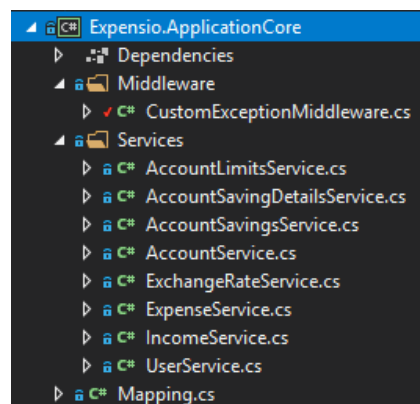 C# Expensio.ApplicationCore
Dependencies
Middleware
C# CustomExceptionMiddleware.cs
Services
C# AccountLimitsService.cs
C# AccountSavingDetailsService.cs
C# AccountSavingsService.cs
C# AccountService.cs
C# ExchangeRateService.cs
C# ExpenseService.cs
C# IncomeService.cs
C# UserService.cs
C# Mapping.cs